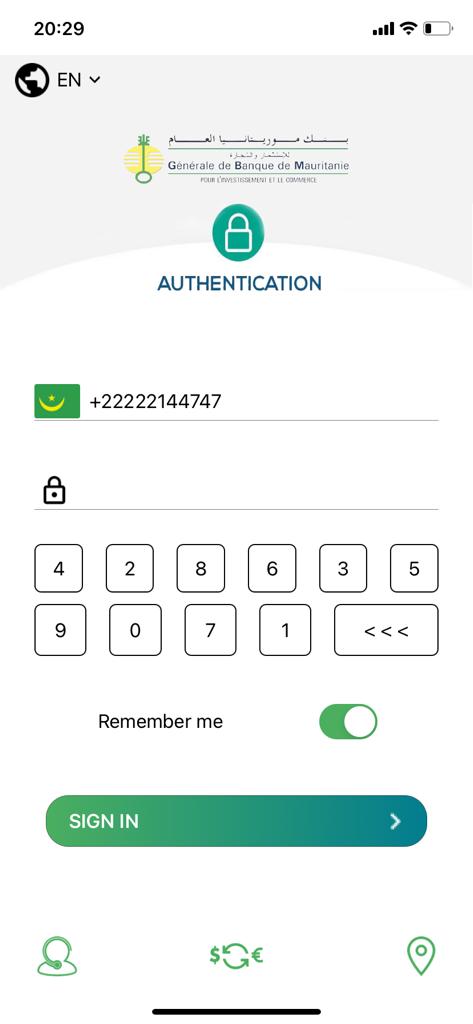 20:29
EN
بنك موريتانيا العام
للإستثمار والتجارة
Générale de Banque de Mauritanie
POUR L'INVESTISSEMENT ET LE COMMERCE
AUTHENTICATION
+22222144747
4 2 8 6 3 5
9 0 7 1 <<<
Remember me
SIGN IN
$ €